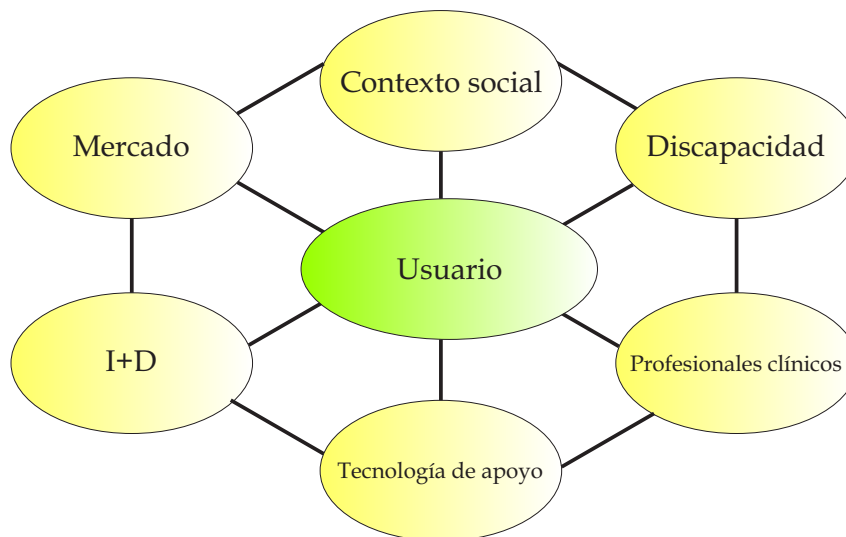 Contexto social
Mercado
Discapacidad
Usuario
I+D
Profesionales clínicos
Tecnología de apoyo